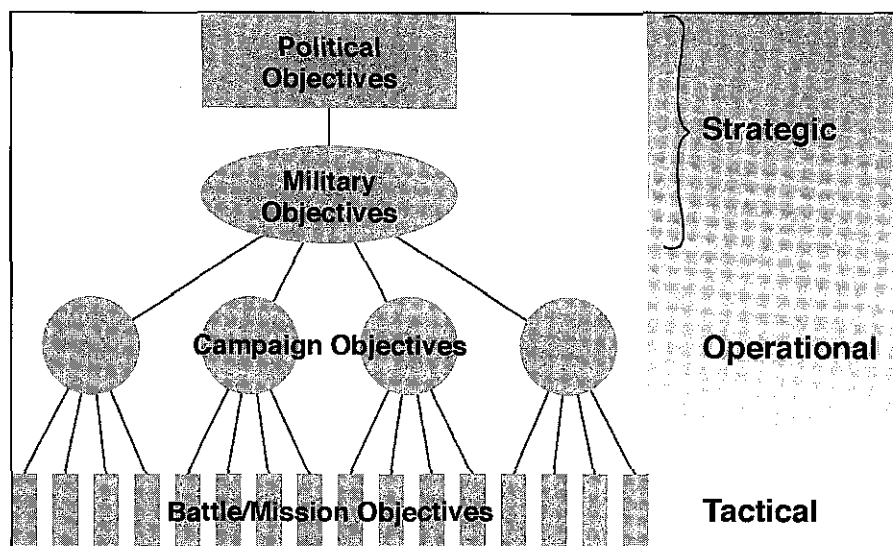 Political
Objectives
Strategic
Military
Objectives
Campaign Objectives
Operational
Battle/Mission Objectives
Tactical